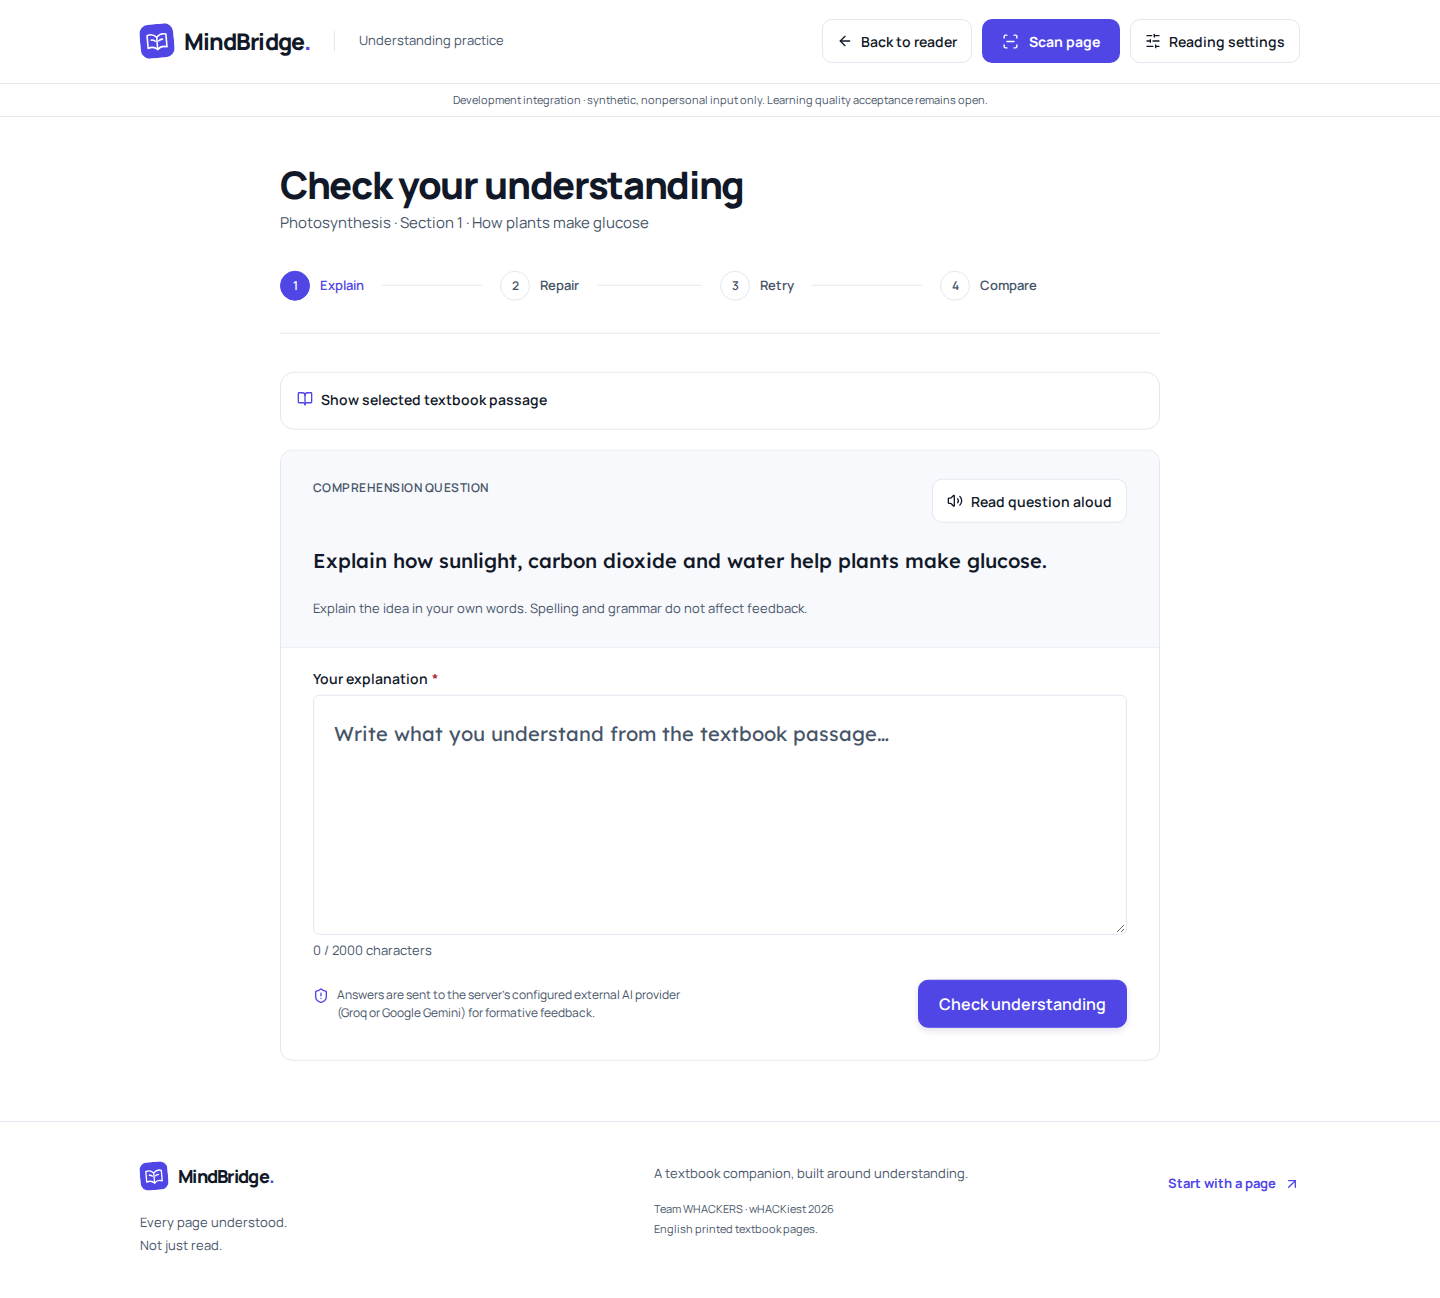 MindBridge.
Understanding practice
Back to reader
Scan page
Reading settings
Development integration · synthetic, nonpersonal input only. Learning quality acceptance remains open.
Check your understanding
Photosynthesis · Section 1 · How plants make glucose
1 Explain
2 Repair
3 Retry
4 Compare
Show selected textbook passage
COMPREHENSION QUESTION
Read question aloud
Explain how sunlight, carbon dioxide and water help plants make glucose.
Explain the idea in your own words. Spelling and grammar do not affect feedback.
Your explanation *
Write what you understand from the textbook passage…
0 / 2000 characters
Answers are sent to the server's configured external AI provider
(Groq or Google Gemini) for formative feedback.
Check understanding
MindBridge.
Every page understood.
Not just read.
A textbook companion, built around understanding.
Team WHACKERS · wHACKiest 2026
English printed textbook pages.
Start with a page